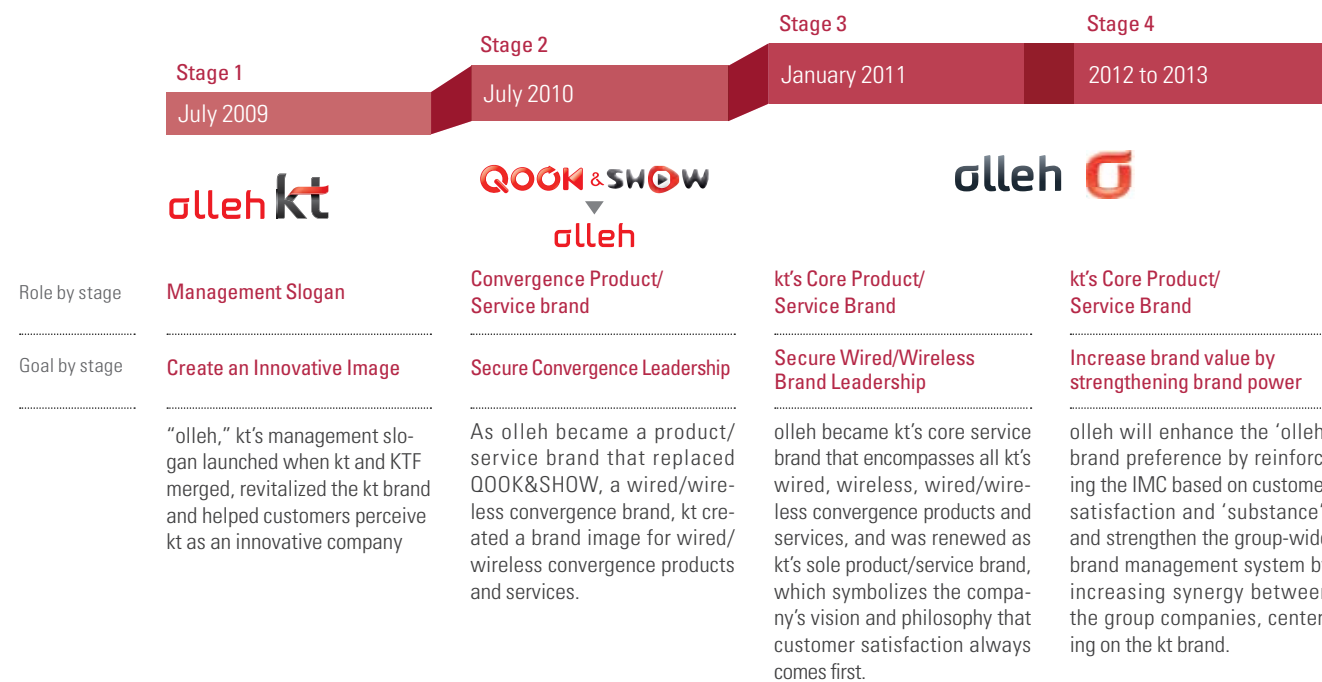 Stage 1
July 2009
Stage 2
July 2010
Stage 3
January 2011
Stage 4
2012 to 2013
olleh kt
QOOK & SHOW
olleh
olleh
Role by stage
Management Slogan
Convergence Product/
Service brand
kt's Core Product/
Service Brand
kt's Core Product/
Service Brand
Goal by stage
Create an Innovative Image
Secure Convergence Leadership
Secure Wired/Wireless
Brand Leadership
Increase brand value by
strengthening brand power
“olleh,” kt's management slo-
gan launched when kt and KTF
merged, revitalized the kt brand
and helped customers perceive
kt as an innovative company
As olleh became a product/
service brand that replaced
QOOK&SHOW, a wired/wire-
less convergence brand, kt cre-
ated a brand image for wired/
wireless convergence products
and services.
olleh became kt's core service
brand that encompasses all kt's
wired, wireless, wired/wire-
less convergence products and
services, and was renewed as
kt's sole product/service brand,
which symbolizes the compa-
ny's vision and philosophy that
customer satisfaction always
comes first.
olleh will enhance the ‘olleh
brand preference by reinforc
ing the IMC based on custome
satisfaction and ‘substance’
and strengthen the group-wide
brand management system by
increasing synergy between
the group companies, center
ing on the kt brand.